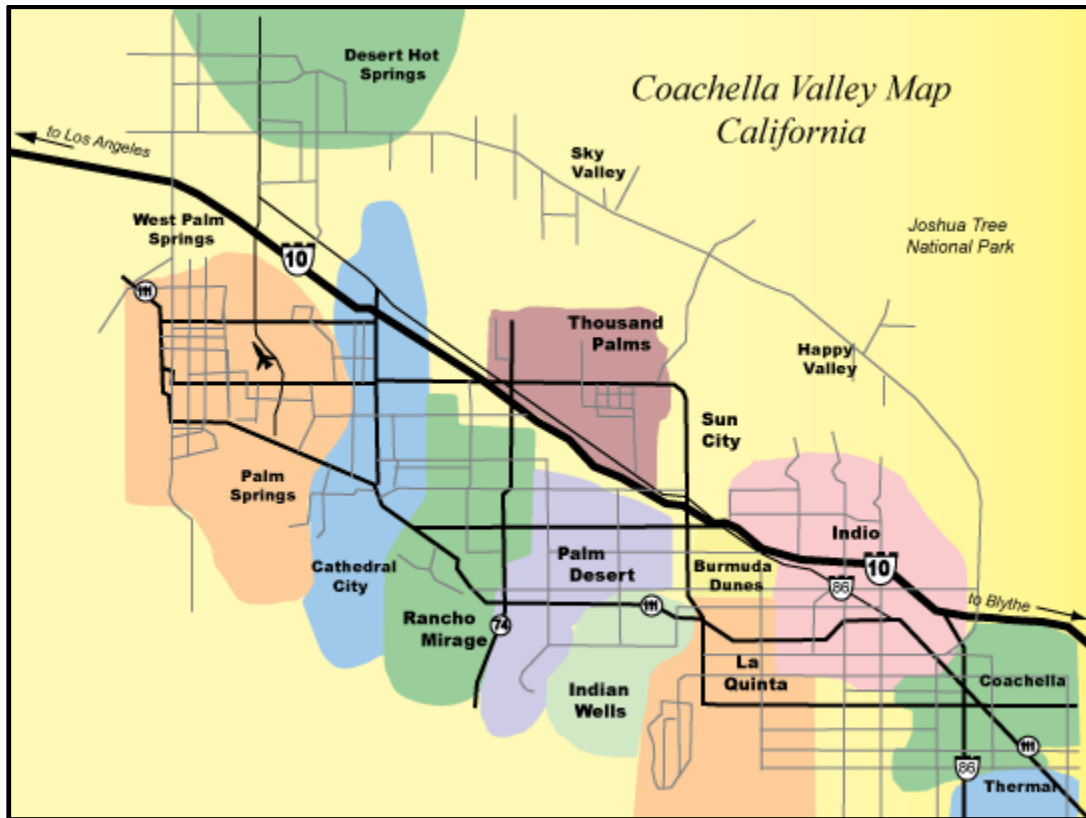 Desert Hot
Springs
Coachella Valley Map
California
to Los Angeles
Sky
Valley
West Palm
Springs
Joshua Tree
National Park
10
111
Thousand
Palms
Happy
Valley
Sun
City
Palm
Springs
Indio
Cathedral
City
Palm
Desert
Burmuda
Dunes
10
86
to Blythe
111
Rancho
Mirage
74
La
Quinta
Indian
Wells
Coachella
111
86
Thermal